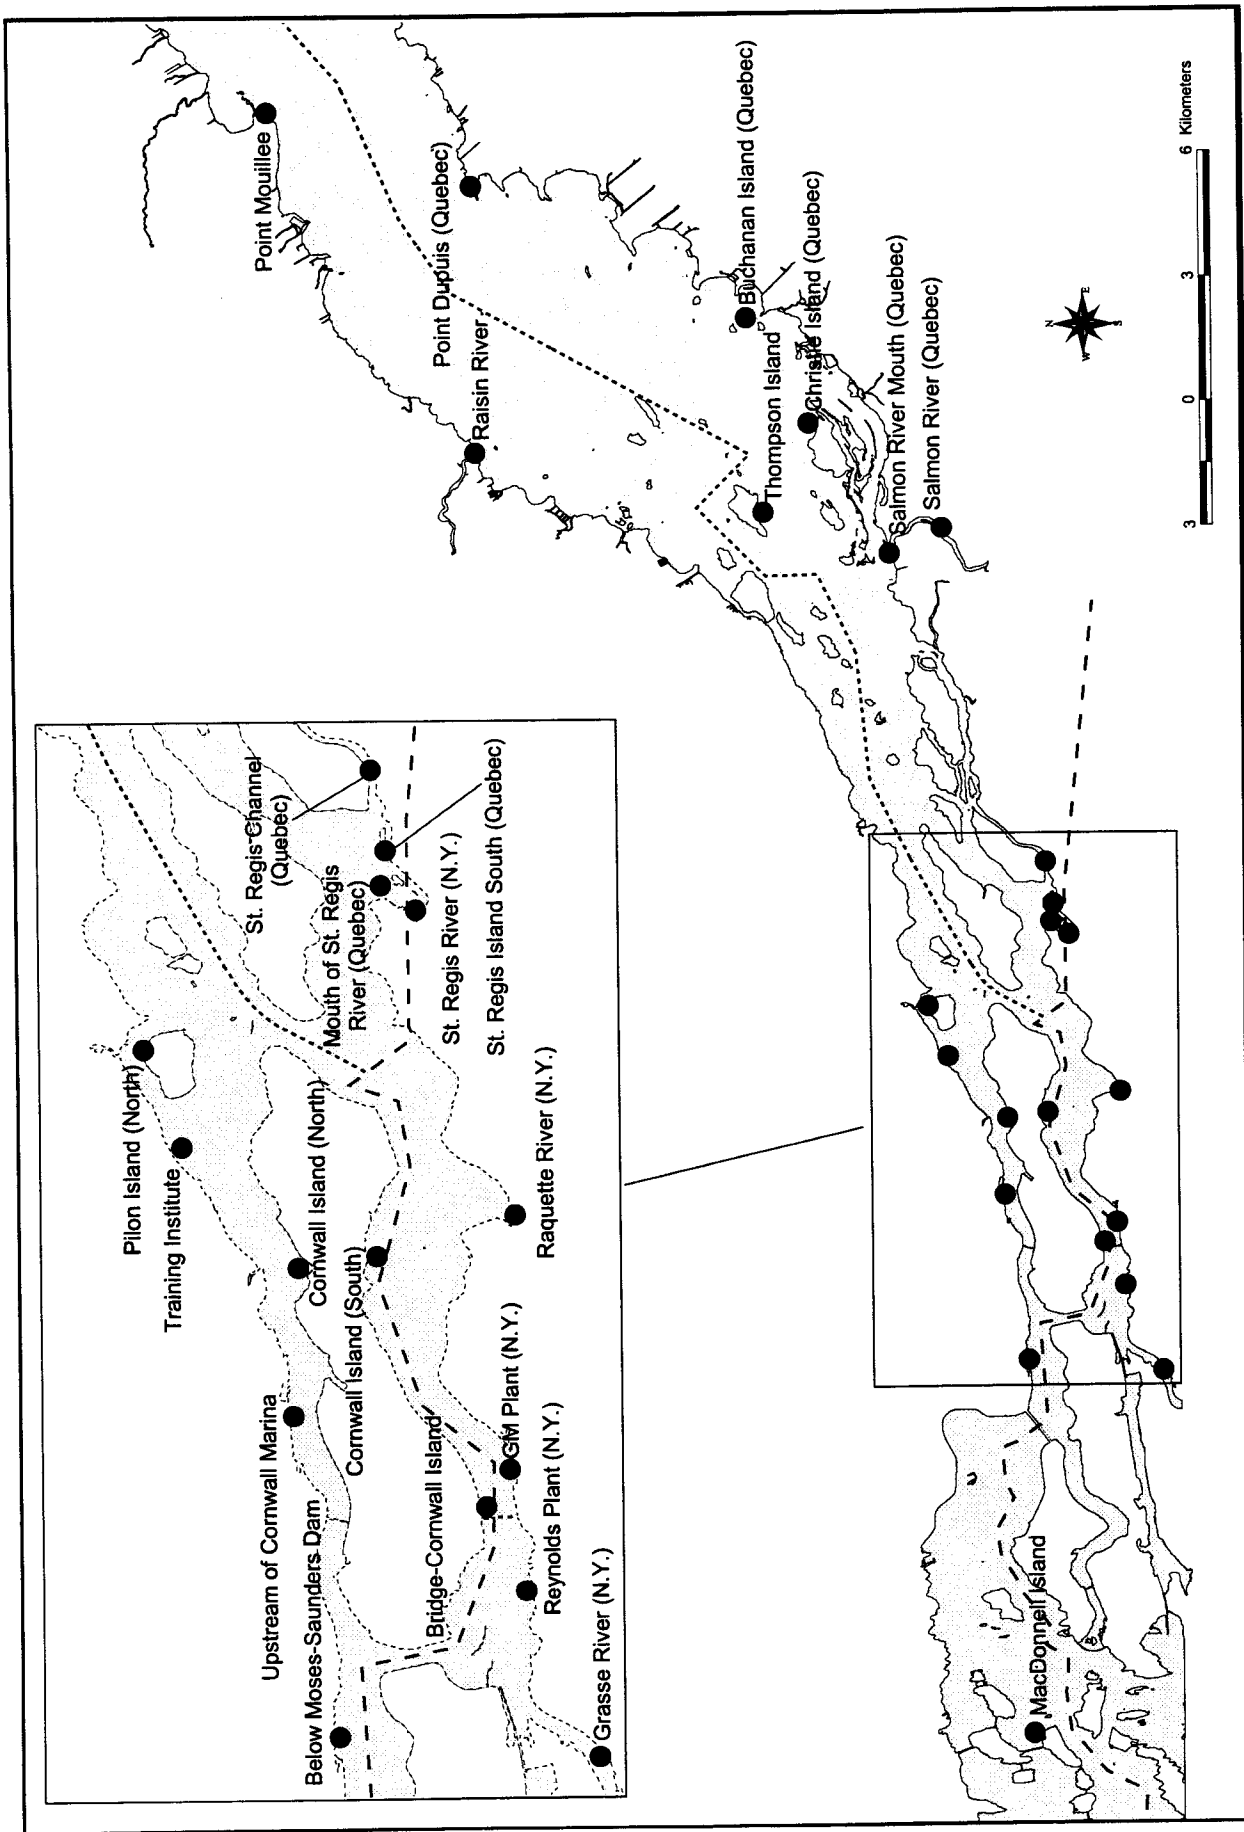 Pilon Island (North)
Training Institute
Upstream of Cornwall Marina
Below Moses-Saunders Dam
Cornwall Island (North)
Cornwall Island (South)
Bridge-Cornwall Island
GM Plant (N.Y.)
Reynolds Plant (N.Y.)
Grasse River (N.Y.)
Raquette River (N.Y.)
St. Regis Channel
(Quebec)
Mouth of St. Regis
River (Quebec)
St. Regis River (N.Y.)
St. Regis Island South (Quebec)
Point Mouillee
Point Dupuis (Quebec)
Raisin River
Buchanan Island (Quebec)
Thompson Island
Christie Island (Quebec)
Salmon River Mouth (Quebec)
Salmon River (Quebec)
MacDonnell Island
N
E
S
W
3 0 3 6 Kilometers